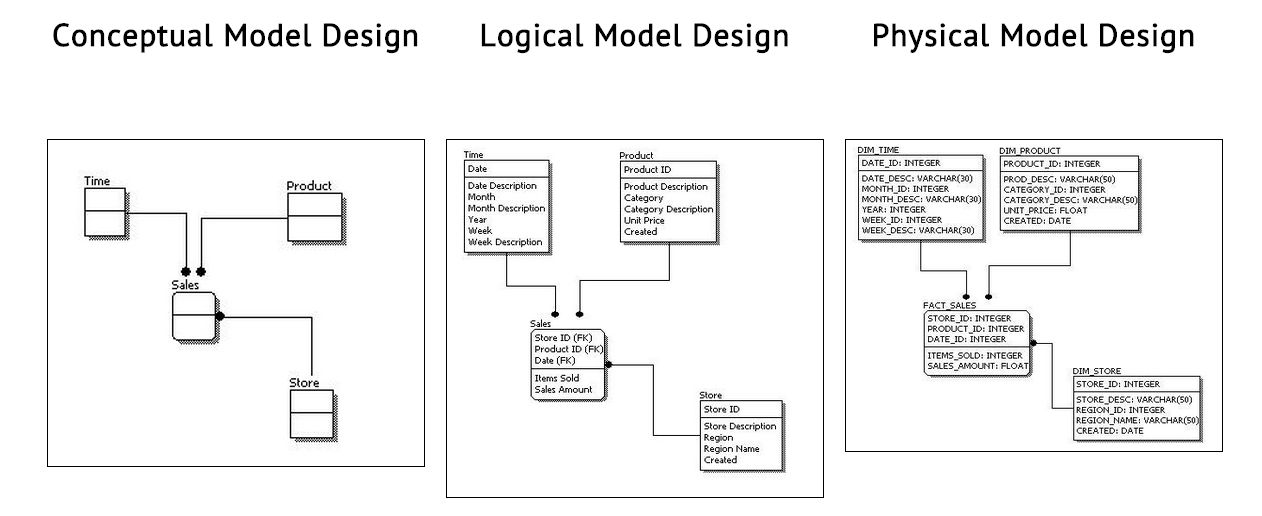 Conceptual Model Design
Logical Model Design
Physical Model Design
Time
Product
Sales
Store
Time
Date
Date Description
Month
Month Description
Year
Week
Week Description
Product
Product ID
Product Description
Category
Category Description
Unit Price
Created
Sales
Store ID (FK)
Product ID (FK)
Date (FK)
Items Sold
Sales Amount
Store
Store ID
Store Description
Region
Region Name
Created
DIM_TIME
DATE_ID: INTEGER
DATE_DESC: VARCHAR(30)
MONTH_ID: INTEGER
MONTH_DESC: VARCHAR(30)
YEAR: INTEGER
WEEK_ID: INTEGER
WEEK_DESC: VARCHAR(30)
DIM_PRODUCT
PRODUCT_ID: INTEGER
PROD_DESC: VARCHAR(50)
CATEGORY_ID: INTEGER
CATEGORY_DESC: VARCHAR(50)
UNIT_PRICE: FLOAT
CREATED: DATE
FACT_SALES
STORE_ID: INTEGER
PRODUCT_ID: INTEGER
DATE_ID: INTEGER
ITEMS_SOLD: INTEGER
SALES_AMOUNT: FLOAT
DIM_STORE
STORE_ID: INTEGER
STORE_DESC: VARCHAR(50)
REGION_ID: INTEGER
REGION_NAME: VARCHAR(50)
CREATED: DATE